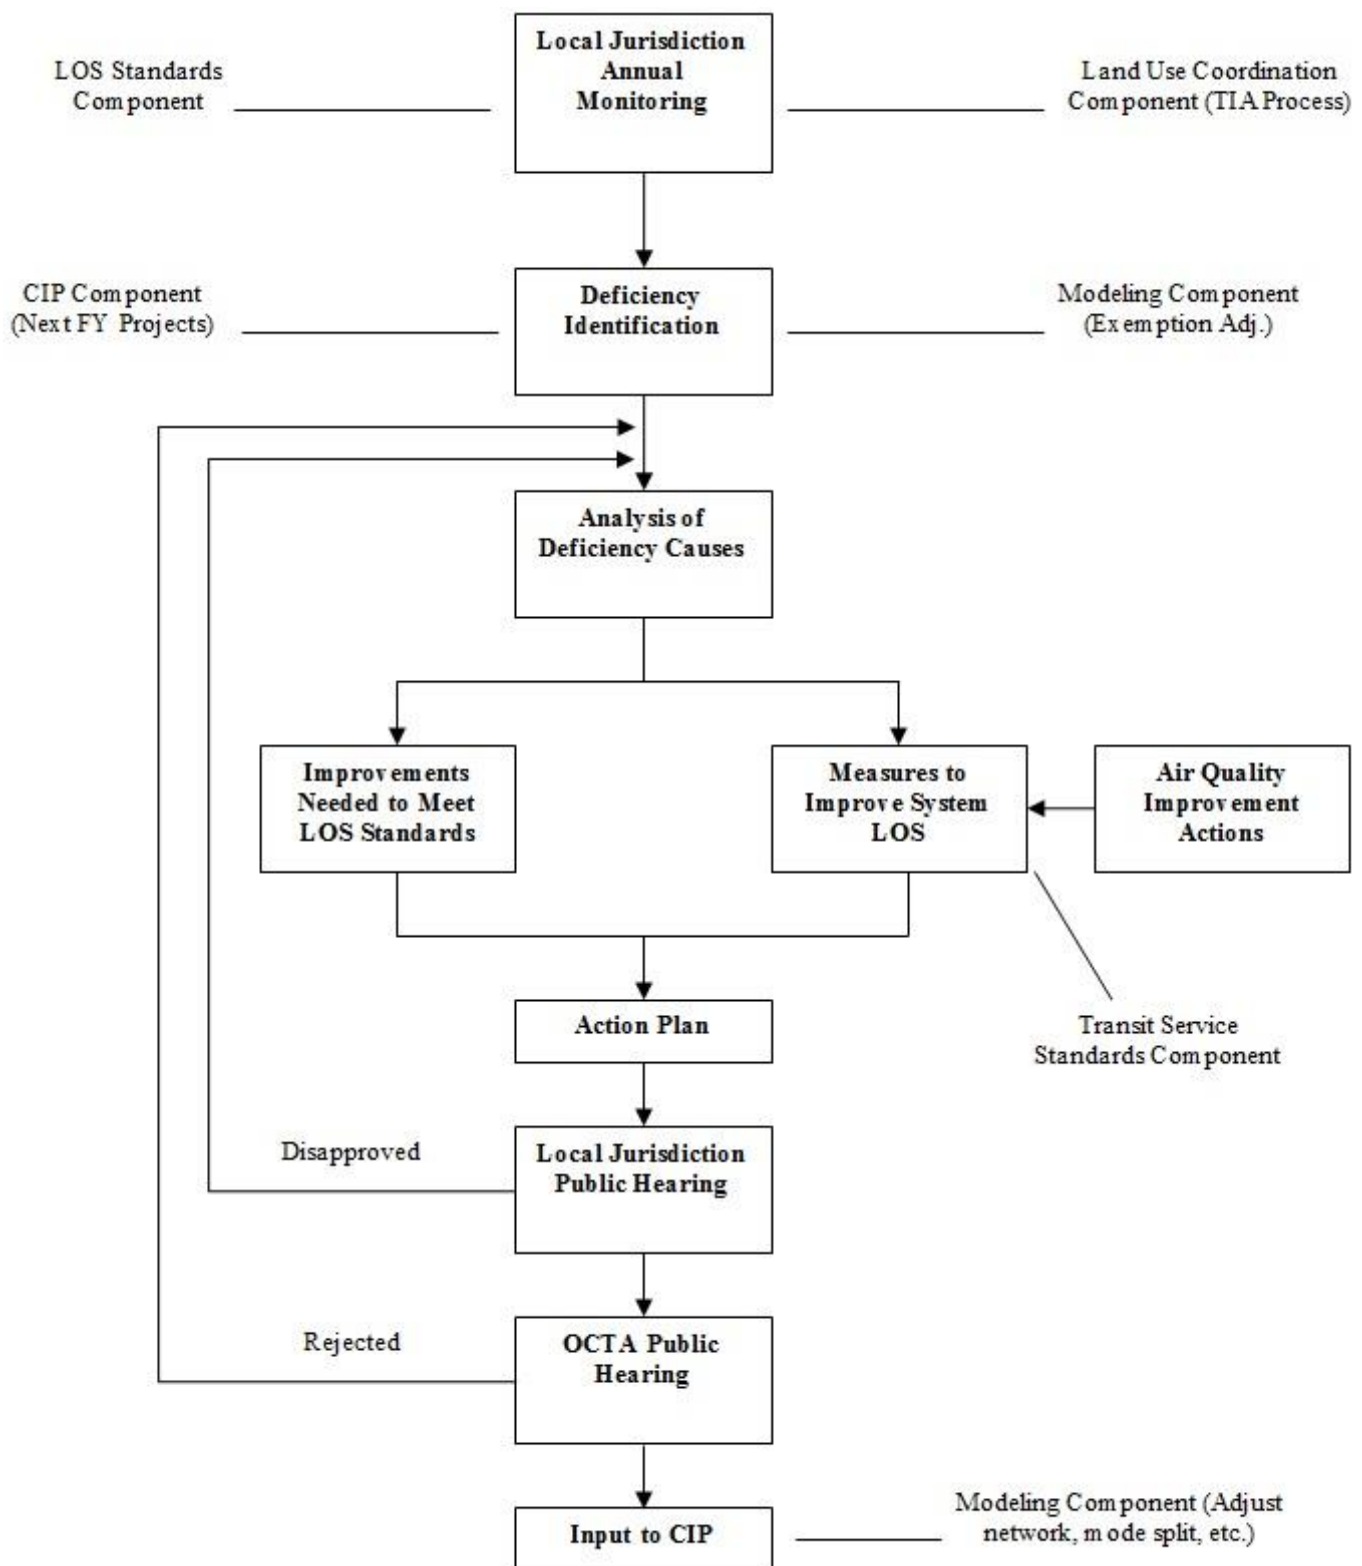 Local Jurisdiction
Annual
Monitoring
LOS Standards
Component
Land Use Coordination
Component (TIA Process)
Deficiency
Identification
CIP Component
(Next FY Projects)
Modeling Component
(Exemption Adj.)
Analysis of
Deficiency Causes
Improvements
Needed to Meet
LOS Standards
Measures to
Improve System
LOS
Air Quality
Improvement
Actions
Action Plan
Transit Service
Standards Component
Disapproved
Local Jurisdiction
Public Hearing
Rejected
OCTA Public
Hearing
Input to CIP
Modeling Component (Adjust
network, mode split, etc.)